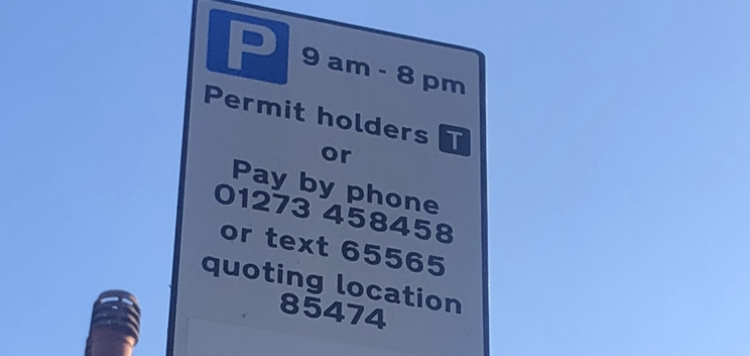 P 9 am - 8 pm
Permit holders T
or
Pay by phone
01273 458458
or text 65565
quoting location
85474